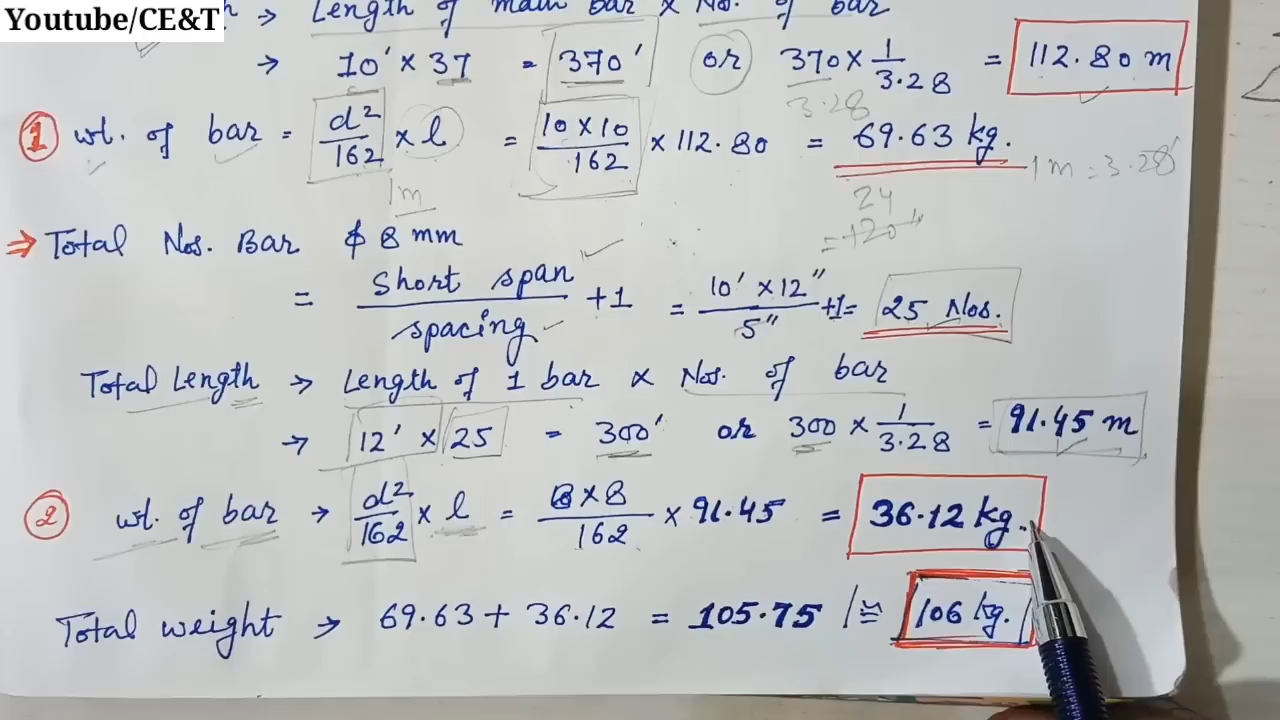 Youtube/CE&T
→ Length of main bar × No. of bar
→ 10' × 37 = 370' or 370 × 1/3.28 = 112.80 m
3.28
① wt. of bar = d²/162 × l = 10 × 10/162 × 112.80 = 69.63 kg.
1m
1 m = 3.28'
24
= 120
⇒ Total Nos. Bar ϕ 8 mm
= Short span/spacing + 1 = 10' × 12"/5" + 1 = 25 Nos.
Total Length → Length of 1 bar × Nos. of bar
→ 12' × 25 = 300' or 300 × 1/3.28 = 91.45 m
② wt. of bar → d²/162 × l = 8 × 8/162 × 91.45 = 36.12 kg.
Total weight → 69.63 + 36.12 = 105.75 / ≅ 106 kg.